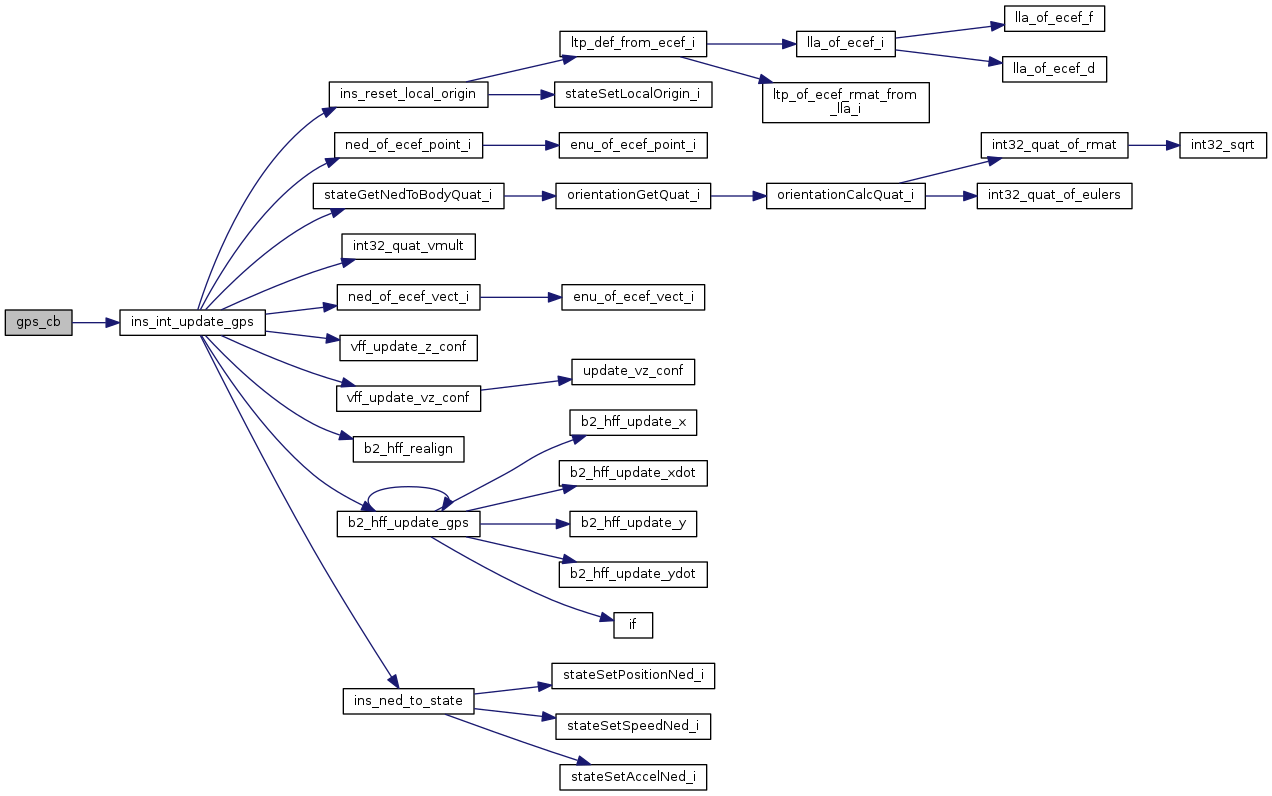 lla_of_ecef_f
ltp_def_from_ecef_i
lla_of_ecef_i
lla_of_ecef_d
ins_reset_local_origin
stateSetLocalOrigin_i
ltp_of_ecef_rmat_from
_lla_i
ned_of_ecef_point_i
enu_of_ecef_point_i
int32_quat_of_rmat
int32_sqrt
stateGetNedToBodyQuat_i
orientationGetQuat_i
orientationCalcQuat_i
int32_quat_of_eulers
int32_quat_vmult
ned_of_ecef_vect_i
enu_of_ecef_vect_i
gps_cb
ins_int_update_gps
vff_update_z_conf
update_vz_conf
vff_update_vz_conf
b2_hff_update_x
b2_hff_realign
b2_hff_update_xdot
b2_hff_update_gps
b2_hff_update_y
b2_hff_update_ydot
if
stateSetPositionNed_i
ins_ned_to_state
stateSetSpeedNed_i
stateSetAccelNed_i